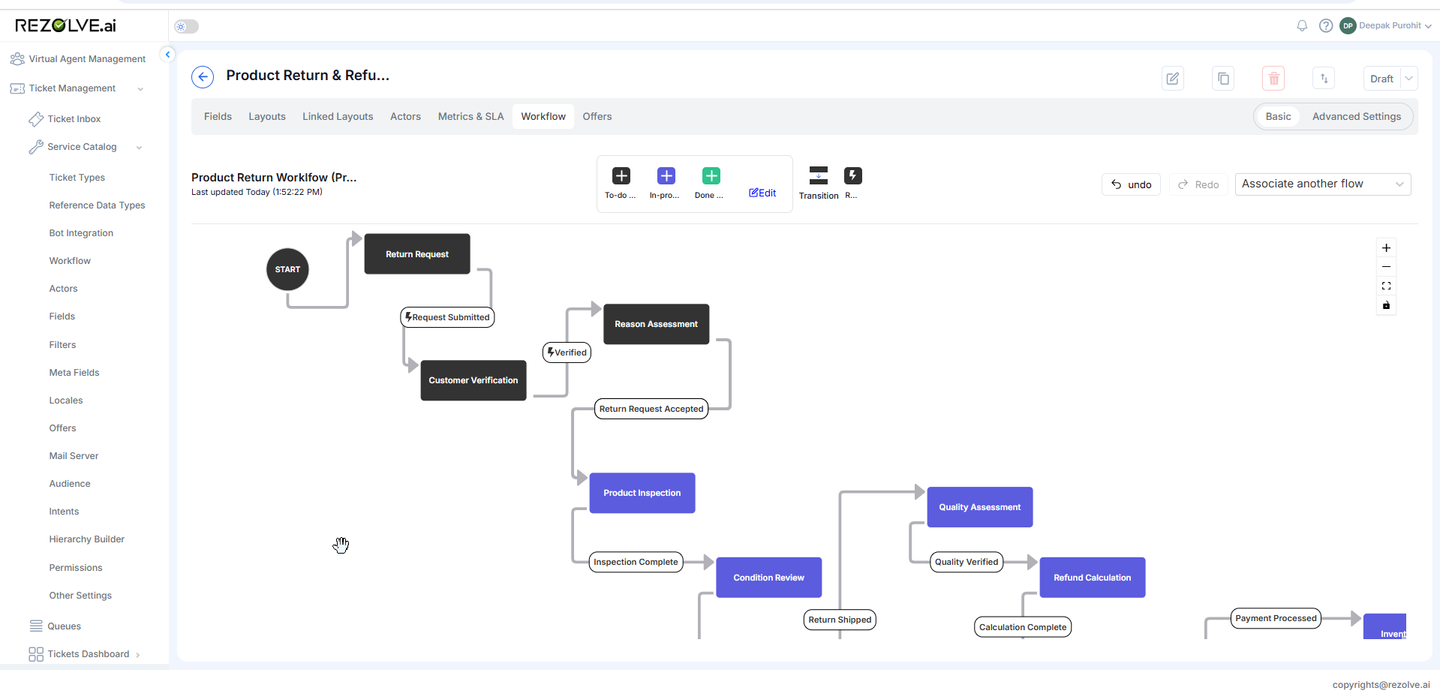 REZOLVE.ai
DP
Deepak Purohit
Virtual Agent Management
Ticket Management
Ticket Inbox
Service Catalog
Ticket Types
Reference Data Types
Bot Integration
Workflow
Actors
Fields
Filters
Meta Fields
Locales
Offers
Mail Server
Audience
Intents
Hierarchy Builder
Permissions
Other Settings
Queues
Tickets Dashboard
Product Return & Refu...
Draft
Fields Layouts Linked Layouts Actors Metrics & SLA Workflow Offers
Basic Advanced Settings
Product Return Worklfow (Pr...
Last updated Today (1:52:22 PM)
To-do ... In-pro... Done ... Edit Transition R...
undo Redo Associate another flow
START
Return Request
Request Submitted
Customer Verification
Verified
Reason Assessment
Return Request Accepted
Product Inspection
Inspection Complete
Condition Review
Return Shipped
Quality Assessment
Quality Verified
Refund Calculation
Calculation Complete
Payment Processed
Invent
copyrights@rezolve.ai